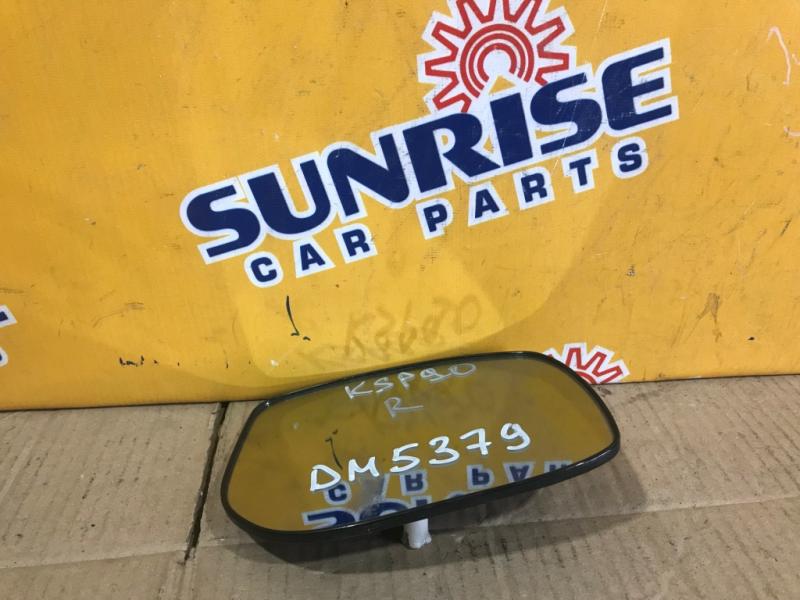 SUNRISE
CAR PARTS
KSP90
R
DM5379